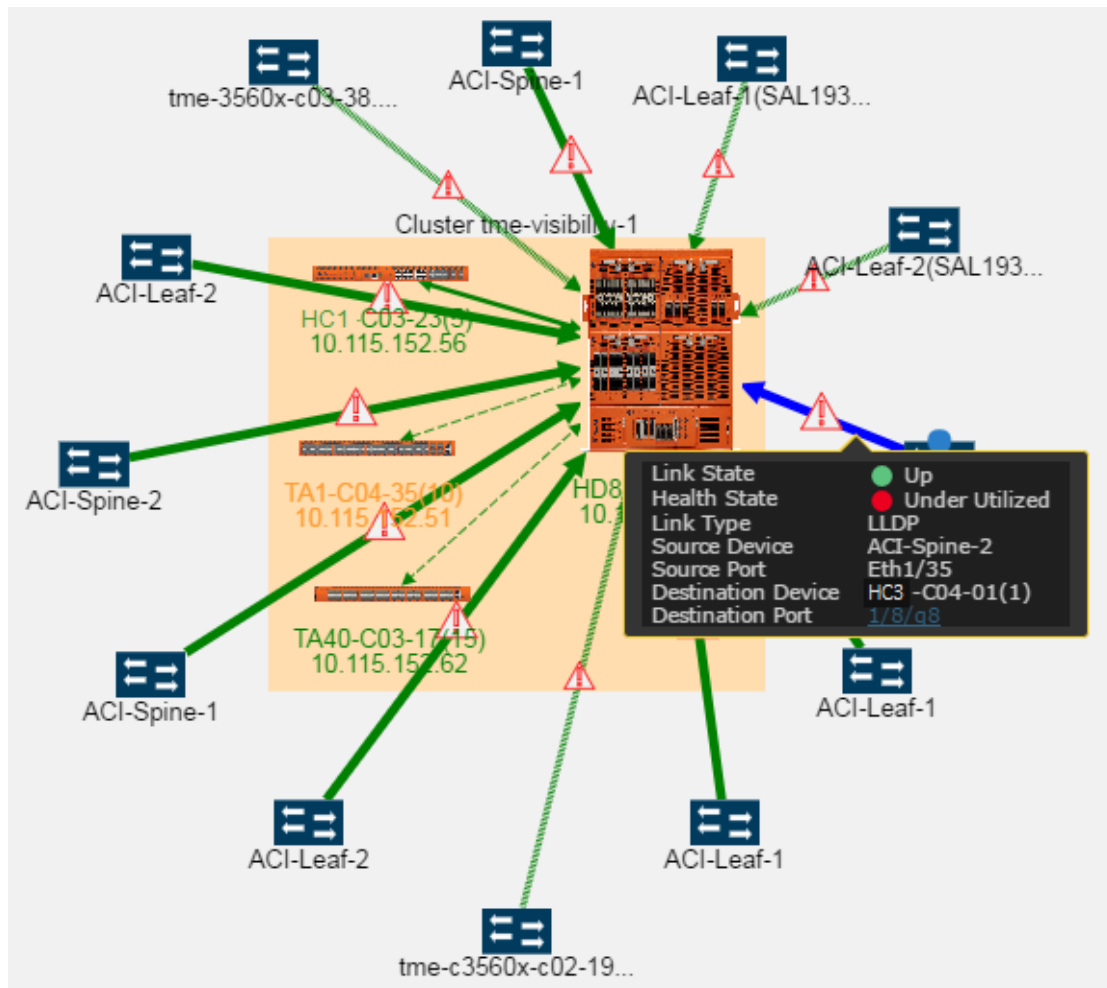 ACI-Spine-1
tme-3560x-c03-38....
ACI-Leaf-1(SAL193...
Cluster tme-visibility-1
ACI-Leaf-2(SAL193...
ACI-Leaf-2
HC1 -C03-23(5)
10.115.152.56
ACI-Spine-2
TA1-C04-35(10)
10.115.152.51
HD8
10.
Link State Up
Health State Under Utilized
Link Type LLDP
Source Device ACI-Spine-2
Source Port Eth1/35
Destination Device HC3 -C04-01(1)
Destination Port 1/8/q8
TA40-C03-17(15)
10.115.152.62
ACI-Spine-1
ACI-Leaf-1
ACI-Leaf-2
ACI-Leaf-1
tme-c3560x-c02-19...